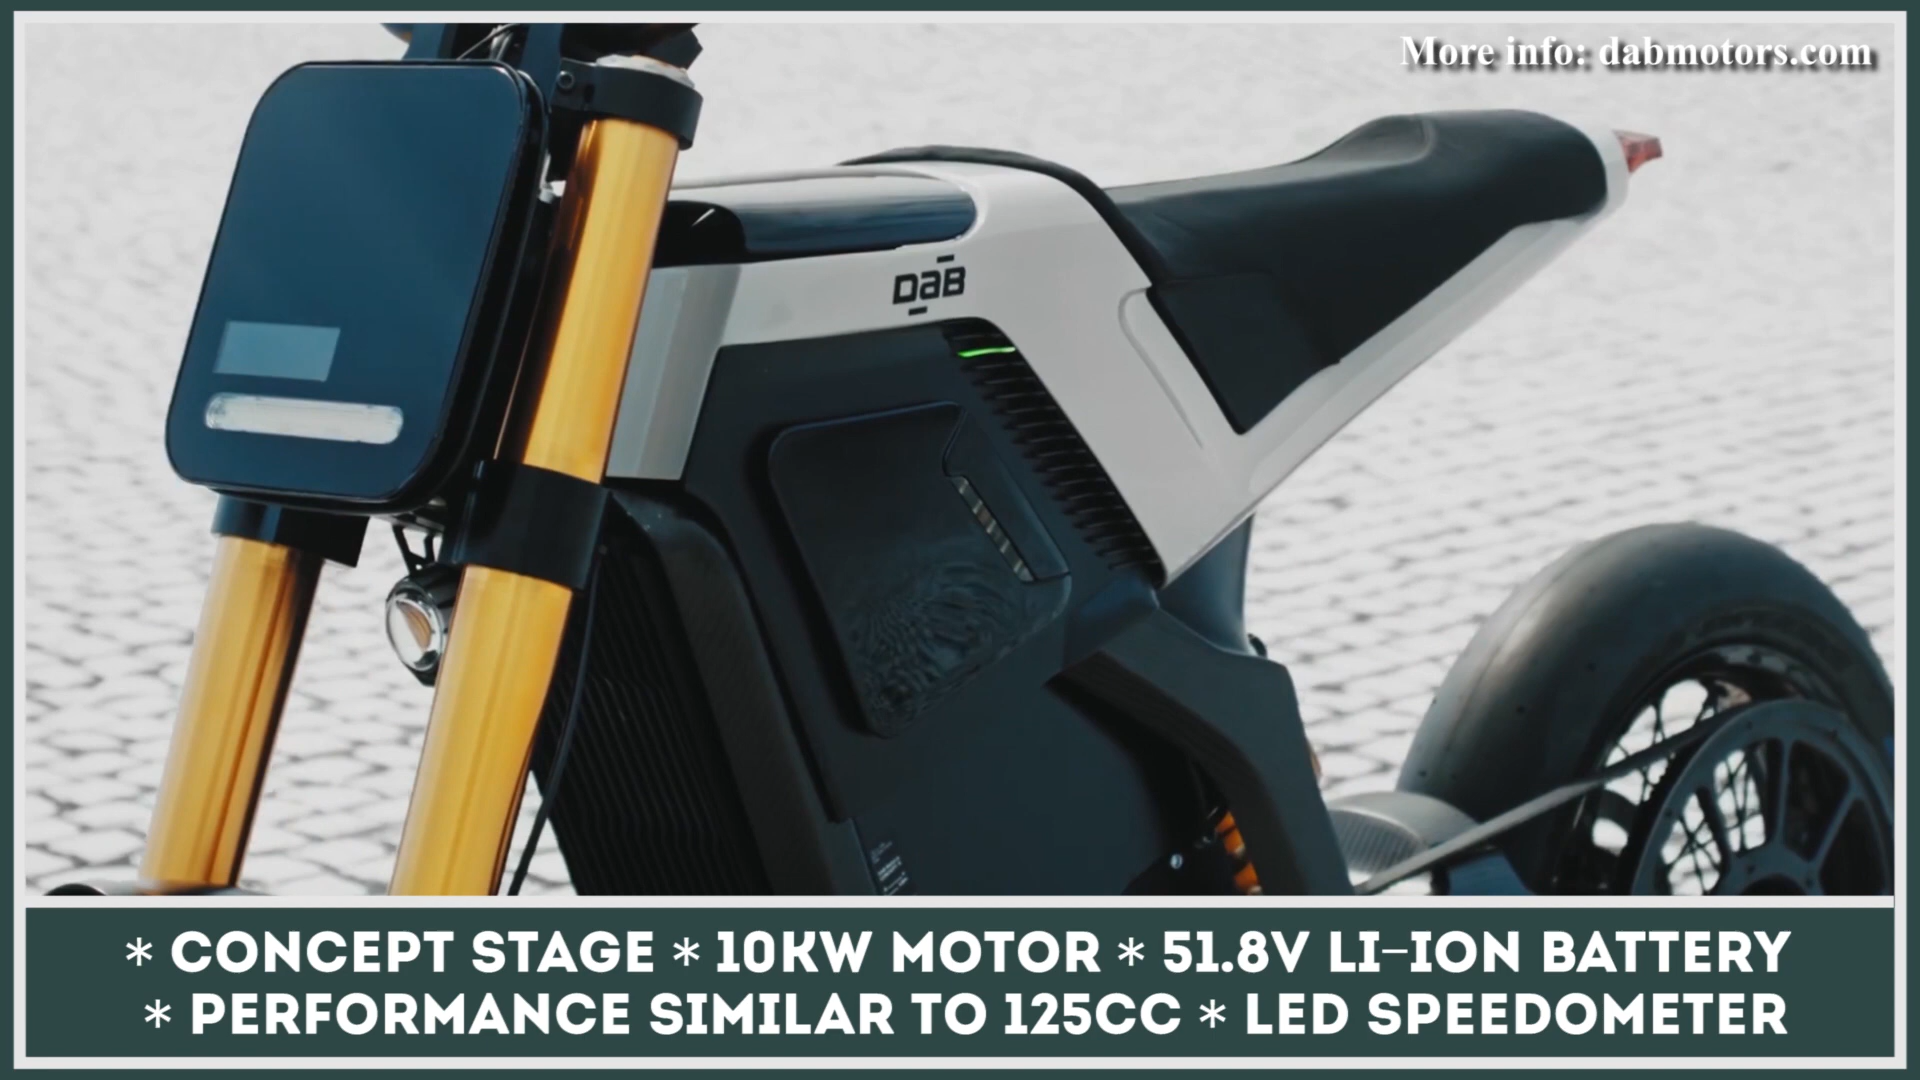 More info: dabmotors.com
DaB
* CONCEPT STAGE * 10KW MOTOR * 51.8V LI-ION BATTERY
* PERFORMANCE SIMILAR TO 125CC * LED SPEEDOMETER